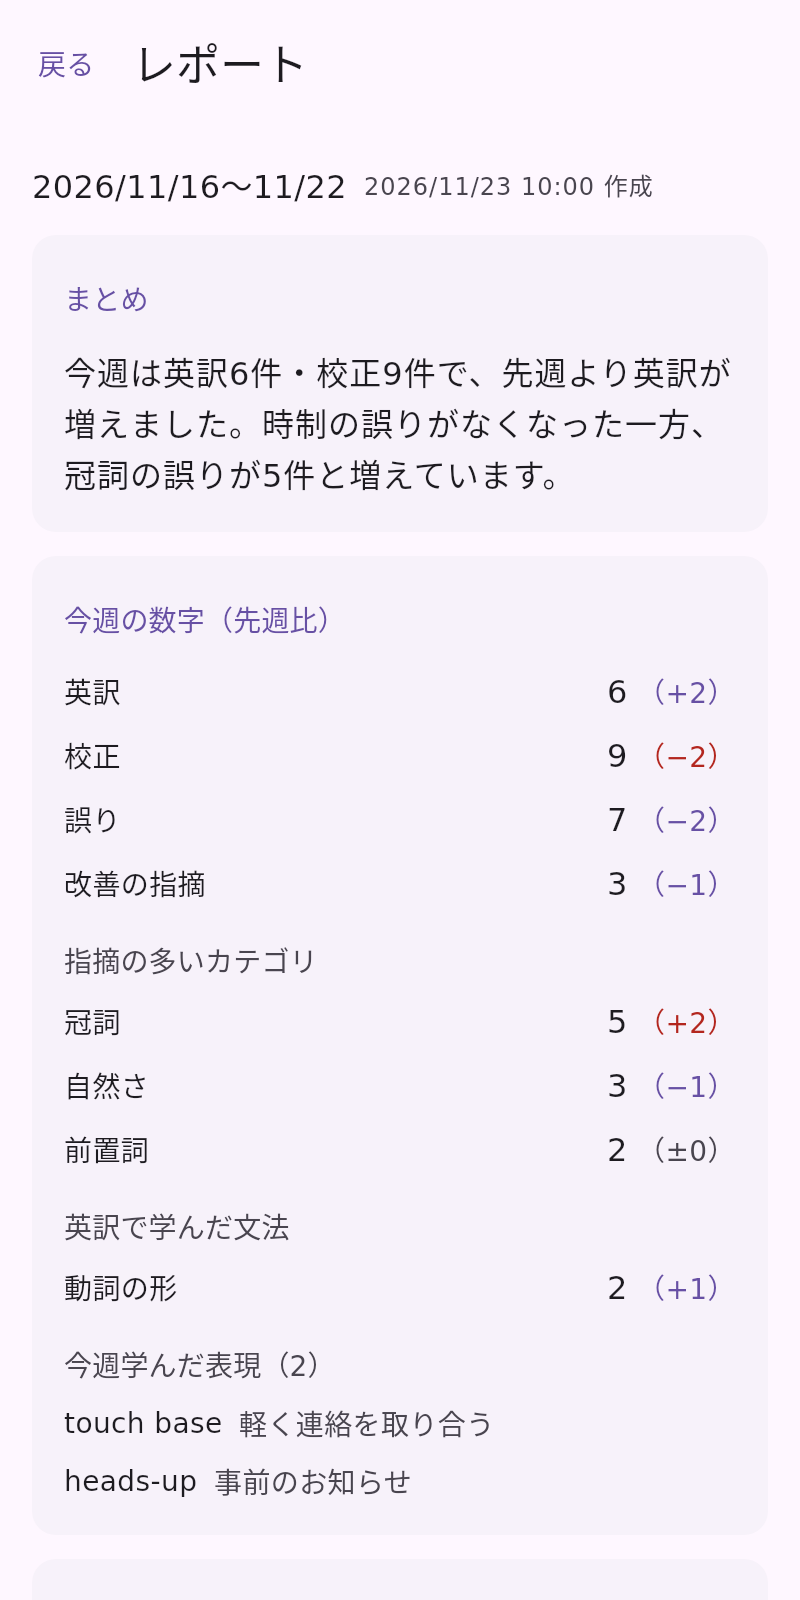 戻る レポート
2026/11/16〜11/22 2026/11/23 10:00 作成
まとめ
今週は英訳6件・校正9件で、先週より英訳が
増えました。時制の誤りがなくなった一方、
冠詞の誤りが5件と増えています。
今週の数字（先週比）
英訳 6 （+2）
校正 9 （−2）
誤り 7 （−2）
改善の指摘 3 （−1）
指摘の多いカテゴリ
冠詞 5 （+2）
自然さ 3 （−1）
前置詞 2 （±0）
英訳で学んだ文法
動詞の形 2 （+1）
今週学んだ表現（2）
touch base 軽く連絡を取り合う
heads-up 事前のお知らせ